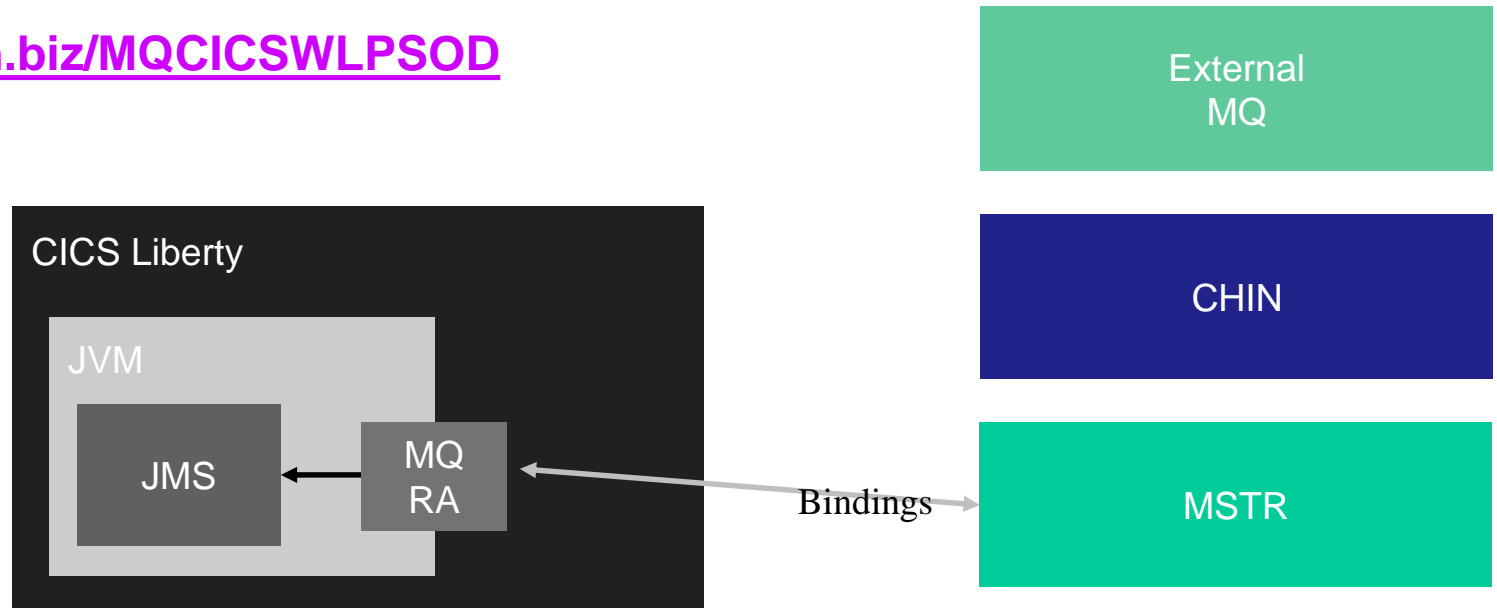 .biz/MQCICSWLPSOD
External
MQ
CICS Liberty
CHIN
JVM
JMS
MQ
RA
Bindings
MSTR